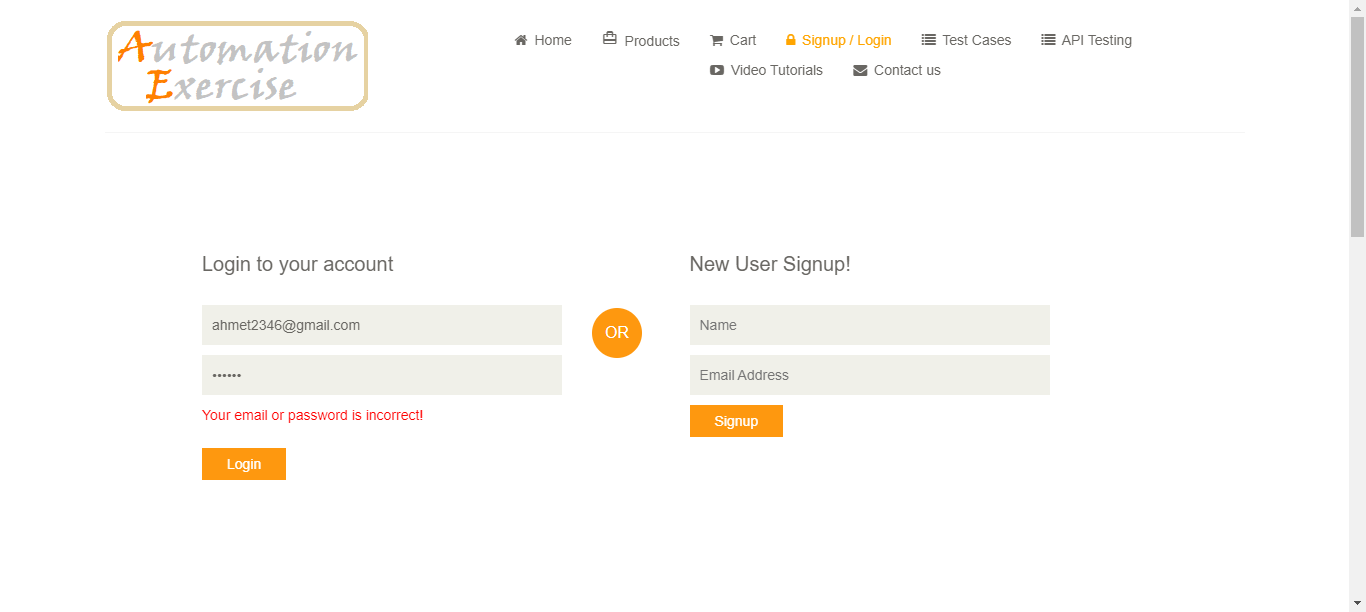 Automation
Exercise
Home Products Cart Signup / Login Test Cases API Testing
Video Tutorials Contact us
Login to your account
ahmet2346@gmail.com
••••••
Your email or password is incorrect!
Login
OR
New User Signup!
Name
Email Address
Signup